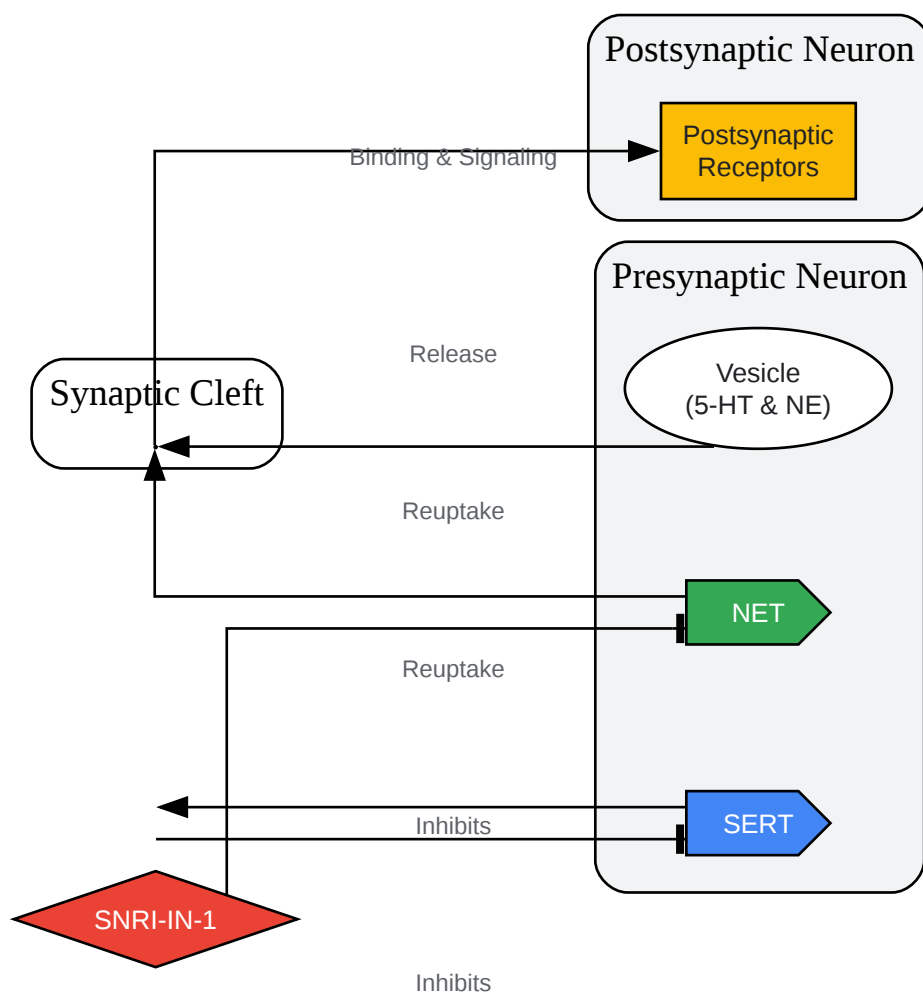 Postsynaptic Neuron
Postsynaptic
Receptors
Binding & Signaling
Presynaptic Neuron
Release
Vesicle
(5-HT & NE)
Synaptic Cleft
Reuptake
NET
Reuptake
SERT
Inhibits
SNRI-IN-1
Inhibits